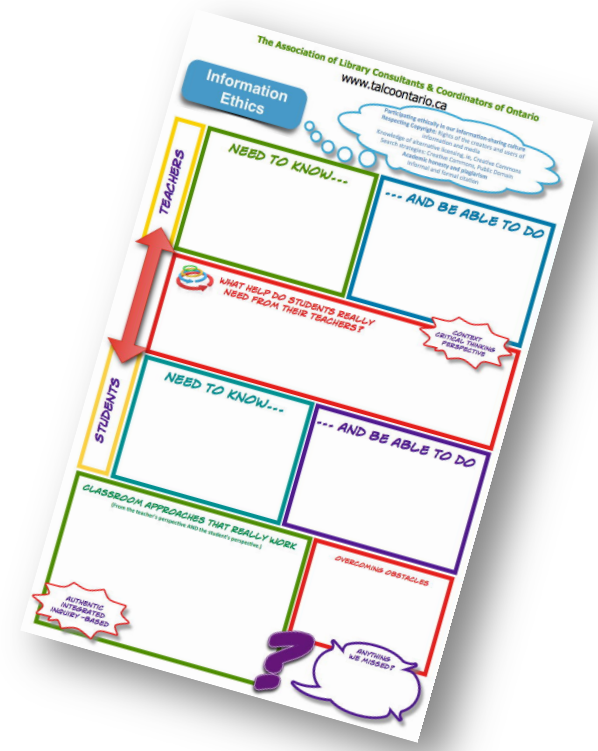 The Association of Library Consultants & Coordinators of Ontario
www.talcoontario.ca
Information
Ethics
Participating ethically in our information-sharing culture
Respecting Copyright: Rights of the creators and users of
information and media
Knowledge of alternative licensing, ie, Creative Commons
Search strategies: Creative Commons, Public Domain
Academic honesty and plagiarism
Informal and formal citation
TEACHERS
NEED TO KNOW...
... AND BE ABLE TO DO
WHAT HELP DO STUDENTS REALLY
NEED FROM THEIR TEACHERS?
CONTEXT
CRITICAL THINKING
PERSPECTIVE
STUDENTS
NEED TO KNOW...
... AND BE ABLE TO DO
CLASSROOM APPROACHES THAT REALLY WORK
(From the teacher's perspective AND the student's perspective.)
OVERCOMING OBSTACLES
AUTHENTIC
INTEGRATED
INQUIRY -BASED
?
ANYTHING
WE MISSED?